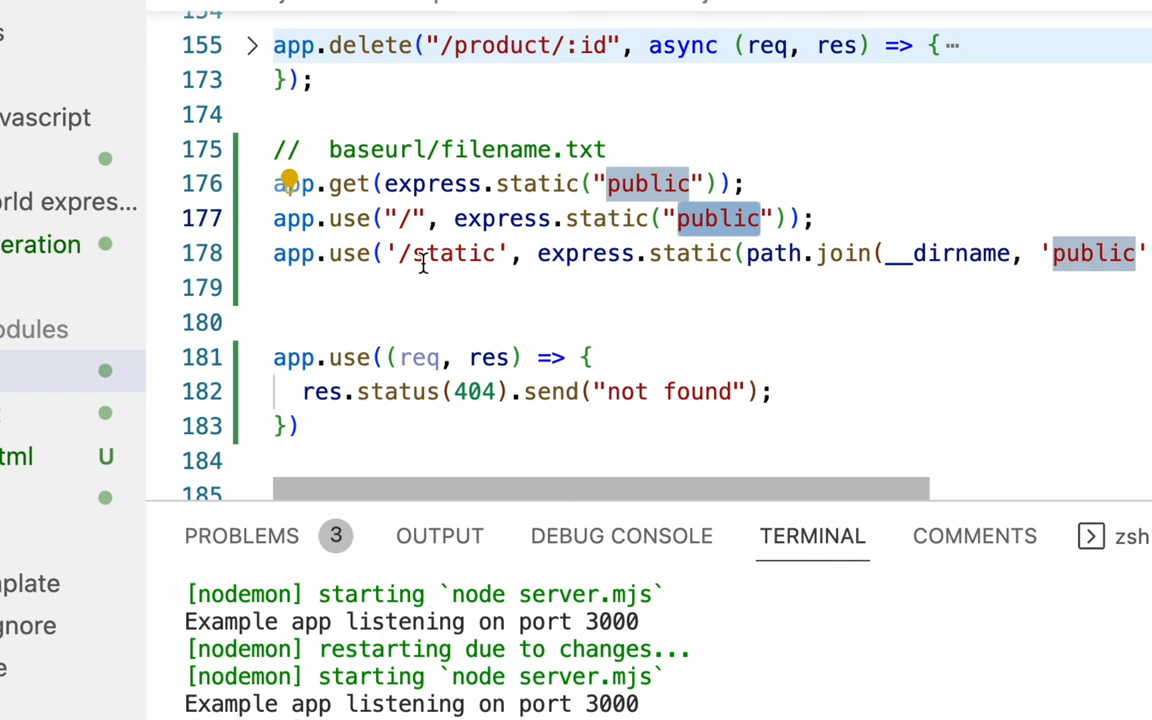 155 > app.delete("/product/:id", async (req, res) => {…
173 });
174
vascript
175 // baseurl/filename.txt
176 app.get(express.static("public"));
rld expres...
177 app.use("/", express.static("public"));
eration
178 app.use('/static', express.static(path.join(__dirname, 'public'
179
180
odules
181 app.use((req, res) => {
182 res.status(404).send("not found");
183 })
tml U
184
185
PROBLEMS 3 OUTPUT DEBUG CONSOLE TERMINAL COMMENTS zsh
nplate
[nodemon] starting `node server.mjs`
gnore
Example app listening on port 3000
[nodemon] restarting due to changes...
[nodemon] starting `node server.mjs`
Example app listening on port 3000